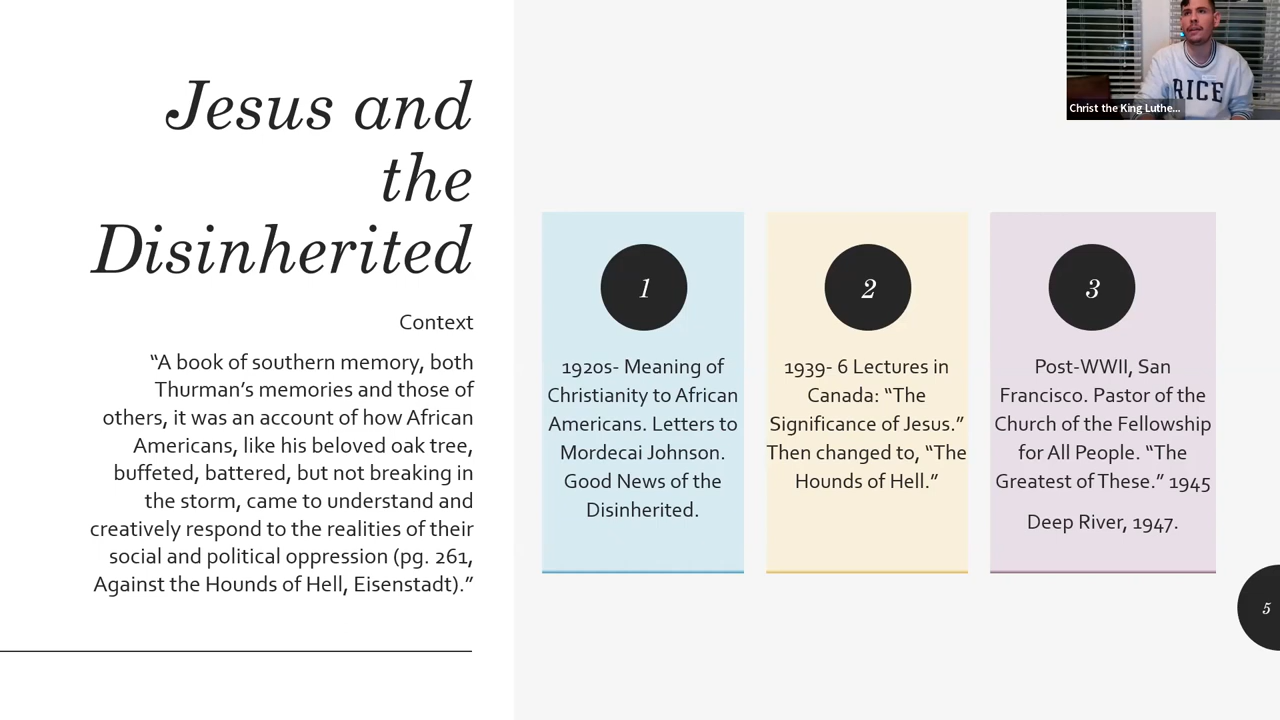 Jesus and
the
Disinherited
Context
“A book of southern memory, both
Thurman’s memories and those of
others, it was an account of how African
Americans, like his beloved oak tree,
buffeted, battered, but not breaking in
the storm, came to understand and
creatively respond to the realities of their
social and political oppression (pg. 261,
Against the Hounds of Hell, Eisenstadt).”
1
1920s- Meaning of
Christianity to African
Americans. Letters to
Mordecai Johnson.
Good News of the
Disinherited.
2
1939- 6 Lectures in
Canada: “The
Significance of Jesus.”
Then changed to, “The
Hounds of Hell.”
3
Post-WWII, San
Francisco. Pastor of the
Church of the Fellowship
for All People. “The
Greatest of These.” 1945
Deep River, 1947.
5
RICE
Christ the King Luthe...